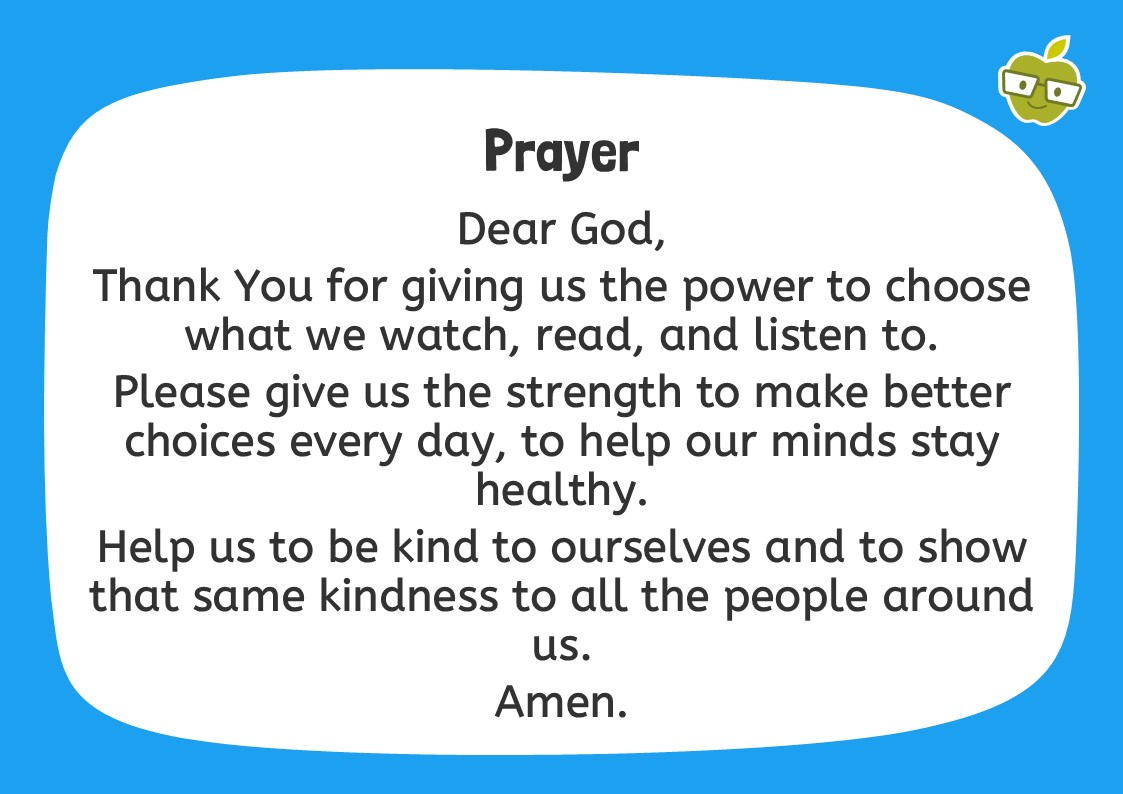 Prayer
Dear God,
Thank You for giving us the power to choose
what we watch, read, and listen to.
Please give us the strength to make better
choices every day, to help our minds stay
healthy.
Help us to be kind to ourselves and to show
that same kindness to all the people around
us.
Amen.